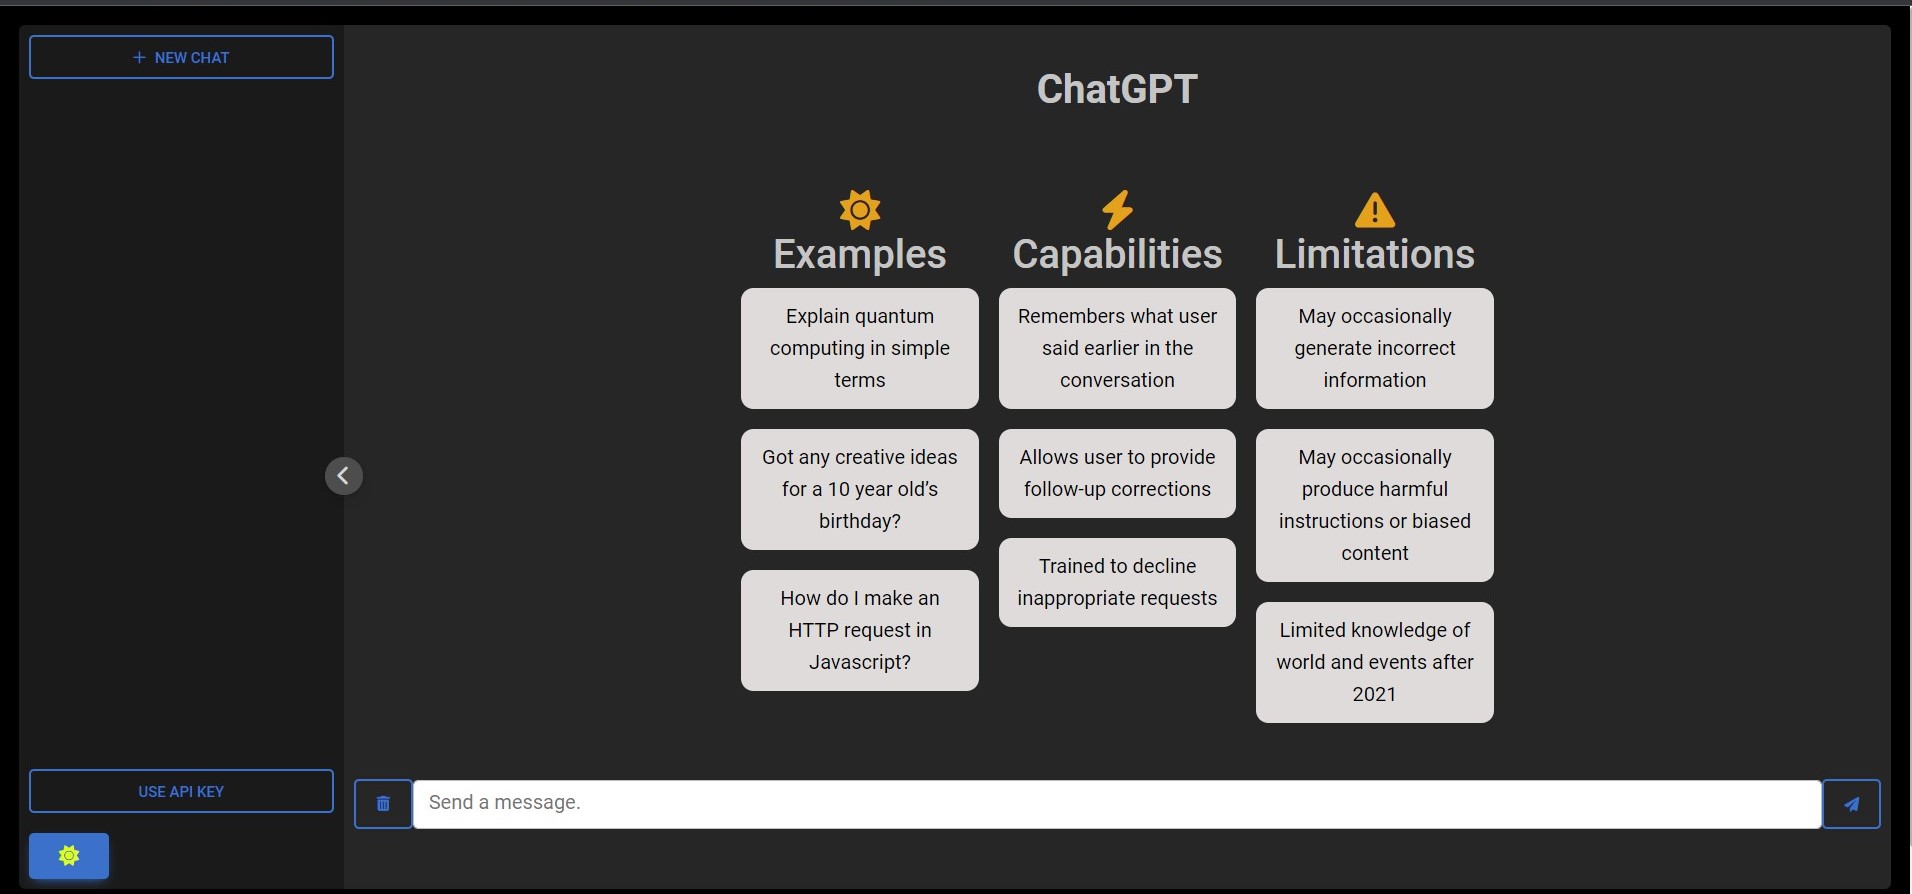 NEW CHAT
ChatGPT
Examples
Explain quantum
computing in simple
terms
Got any creative ideas
for a 10 year old’s
birthday?
How do I make an
HTTP request in
Javascript?
Capabilities
Remembers what user
said earlier in the
conversation
Allows user to provide
follow-up corrections
Trained to decline
inappropriate requests
Limitations
May occasionally
generate incorrect
information
May occasionally
produce harmful
instructions or biased
content
Limited knowledge of
world and events after
2021
USE API KEY
Send a message.